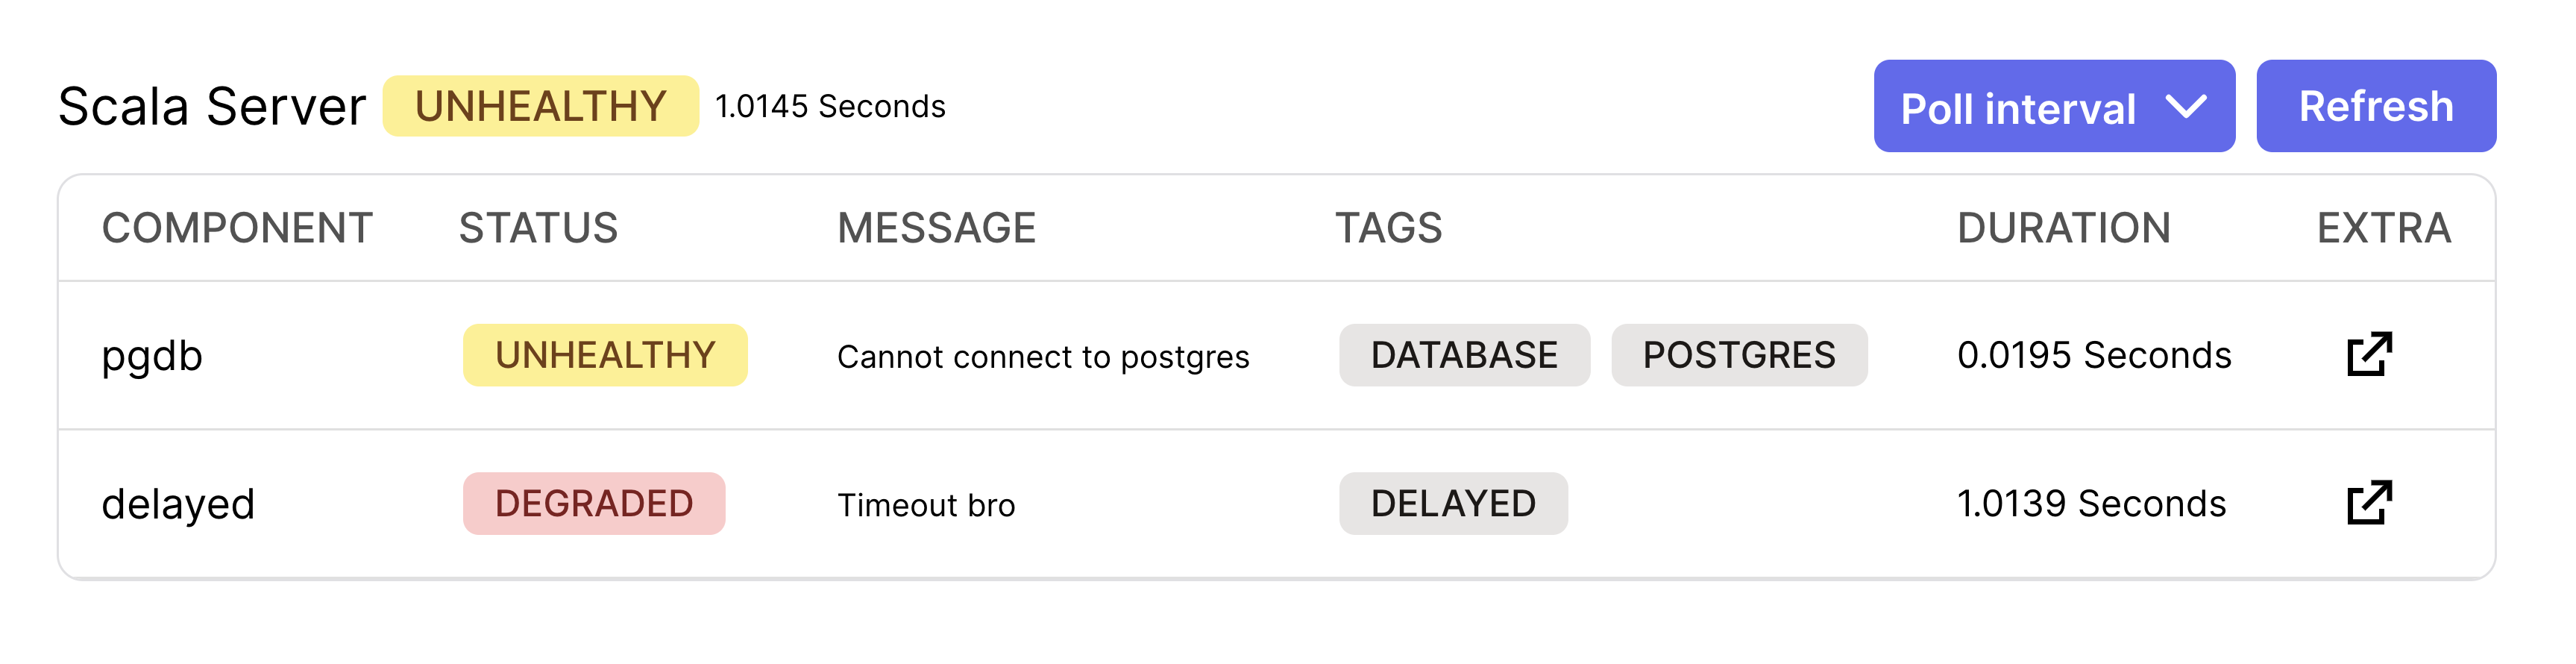 Scala Server UNHEALTHY 1.0145 Seconds Poll interval Refresh
COMPONENT STATUS MESSAGE TAGS DURATION EXTRA
pgdb UNHEALTHY Cannot connect to postgres DATABASE POSTGRES 0.0195 Seconds
delayed DEGRADED Timeout bro DELAYED 1.0139 Seconds